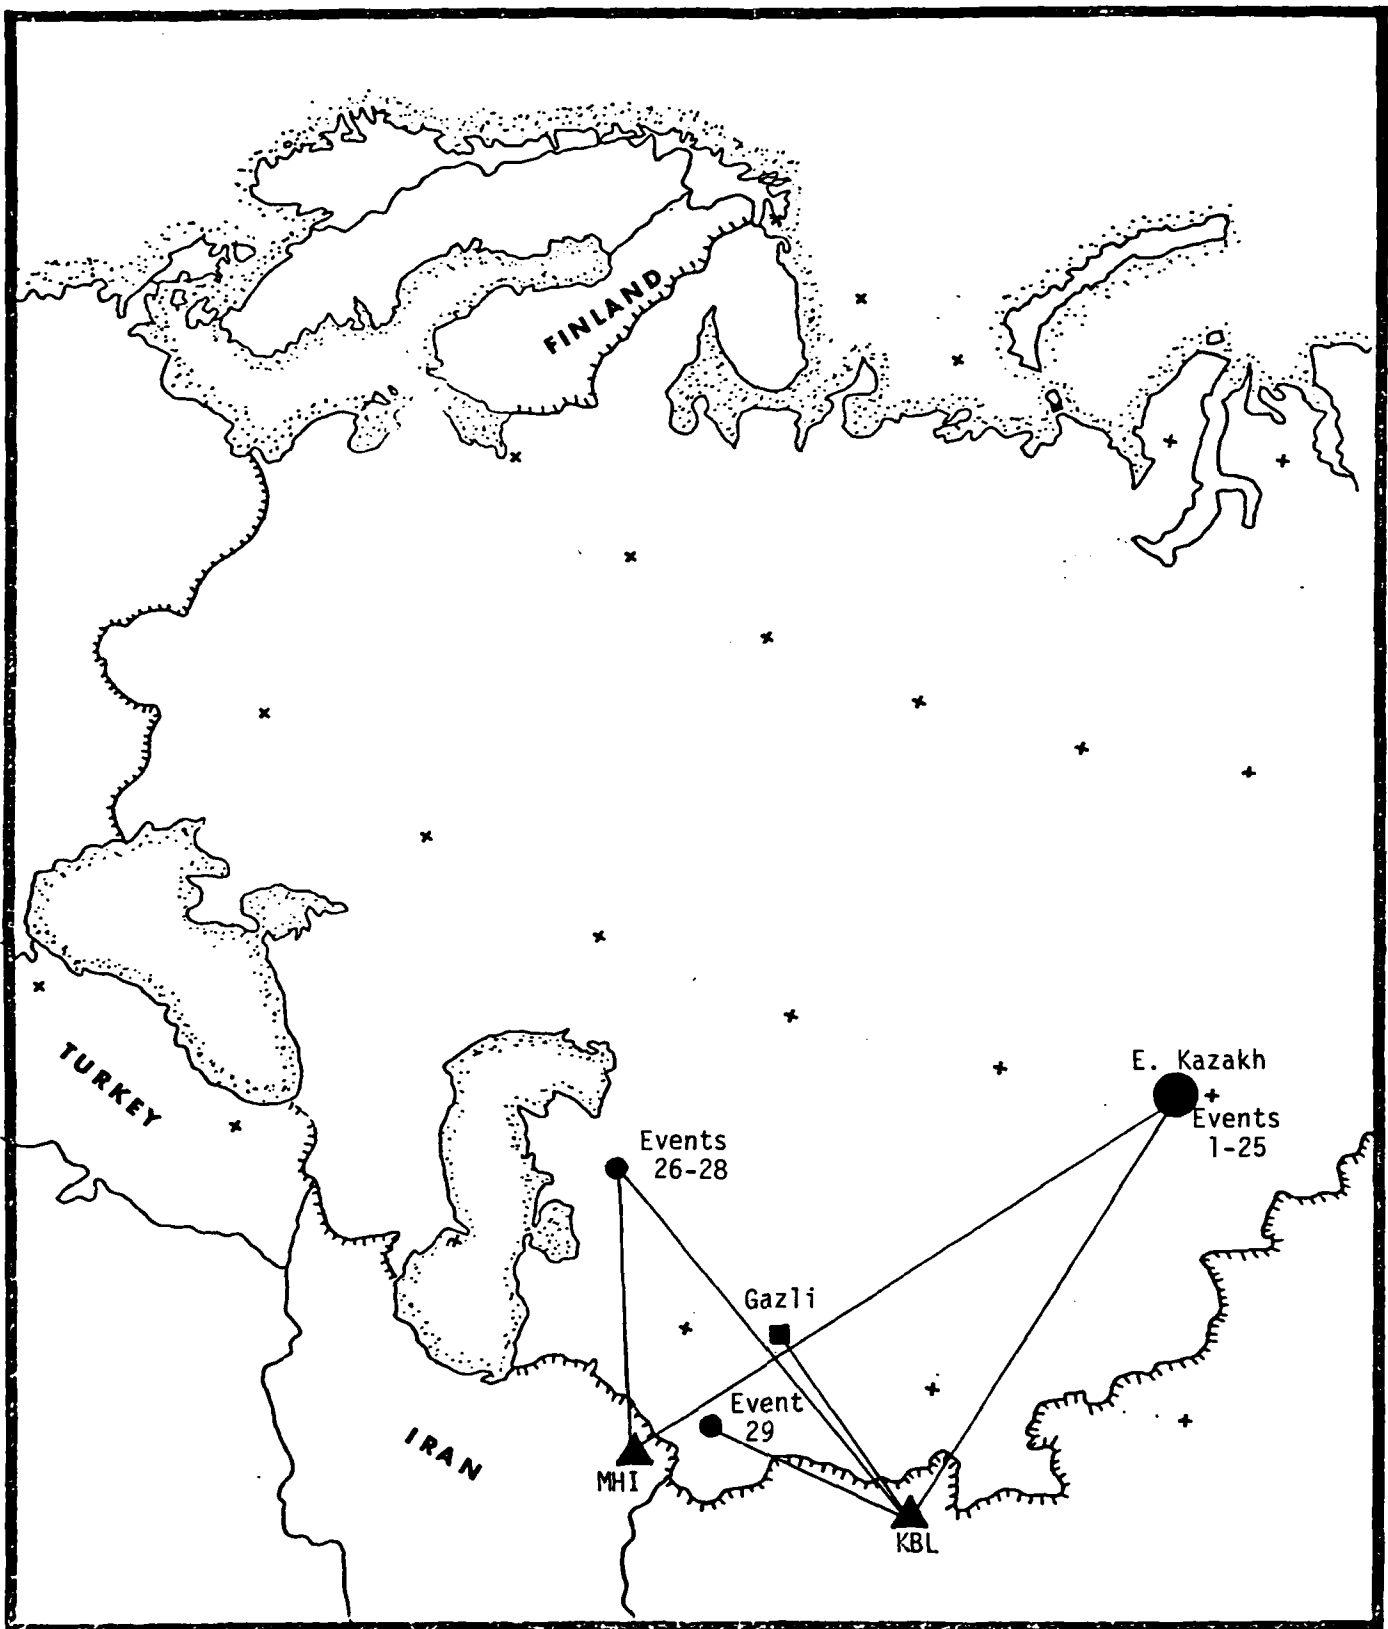 FINLAND
E. Kazakh
Events
1-25
TURKEY
Events
26-28
Gazli
Event
29
IRAN
MHI
KBL